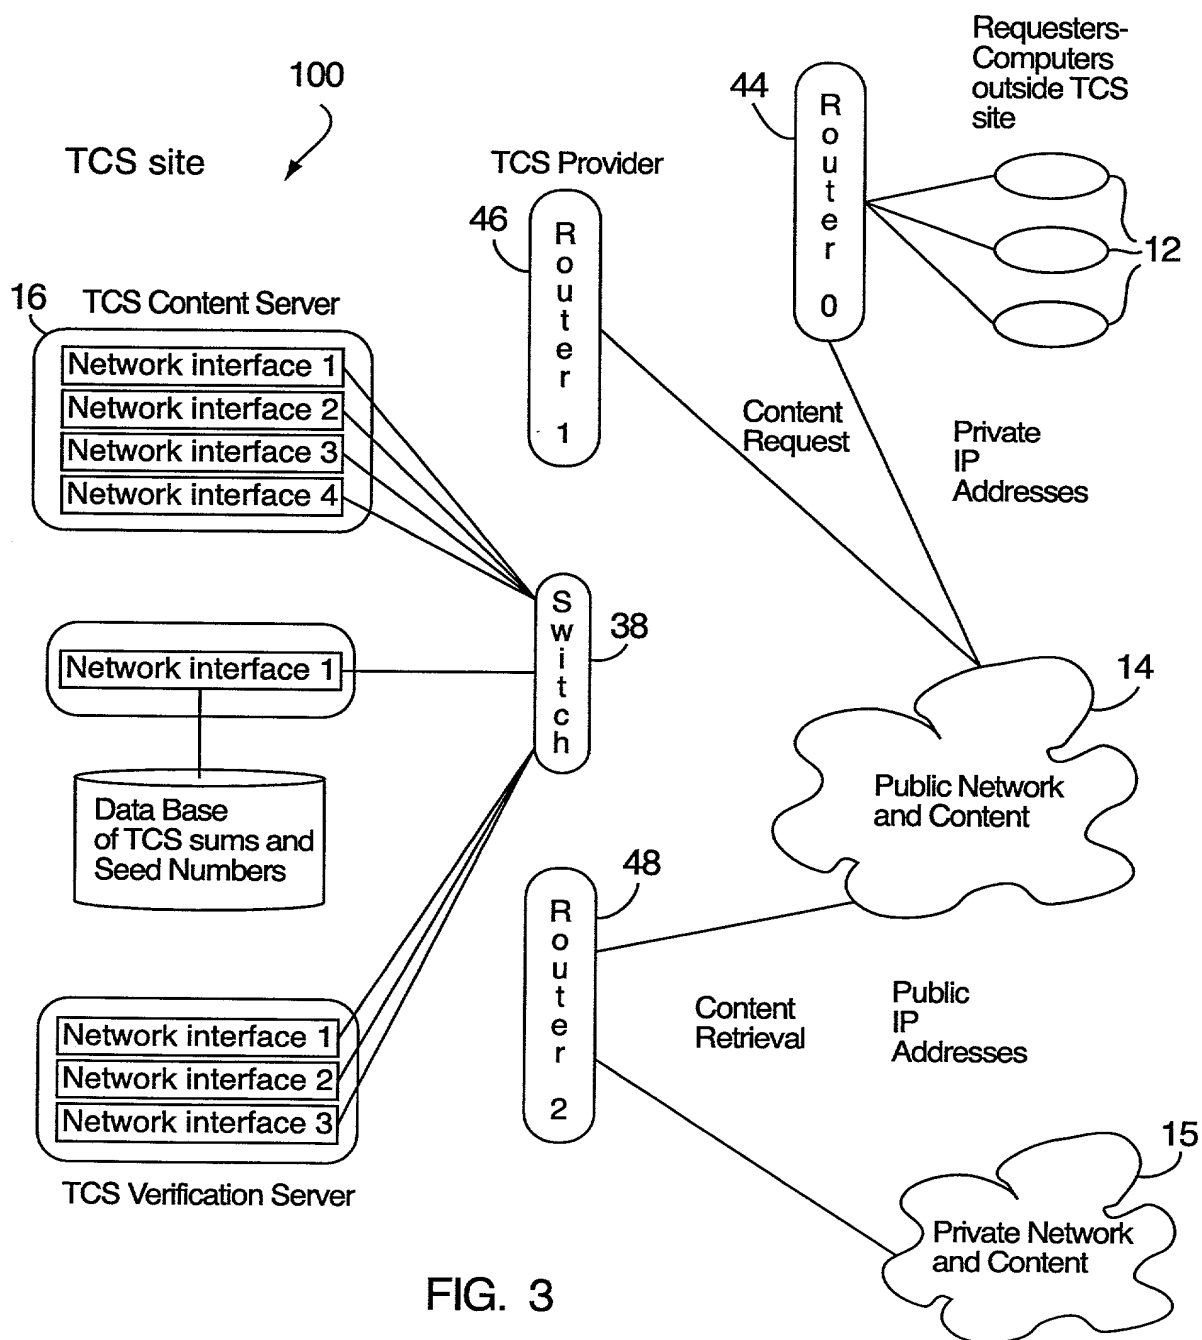 Requesters-
Computers
outside TCS
site
100
44
Router 0
TCS site
TCS Provider
46
Router 1
12
16
TCS Content Server
Network interface 1
Network interface 2
Network interface 3
Network interface 4
Content
Request
Private
IP
Addresses
Switch
38
Network interface 1
14
Public Network
and Content
Data Base
of TCS sums and
Seed Numbers
48
Router 2
Content
Retrieval
Public
IP
Addresses
Network interface 1
Network interface 2
Network interface 3
TCS Verification Server
15
Private Network
and Content
FIG. 3